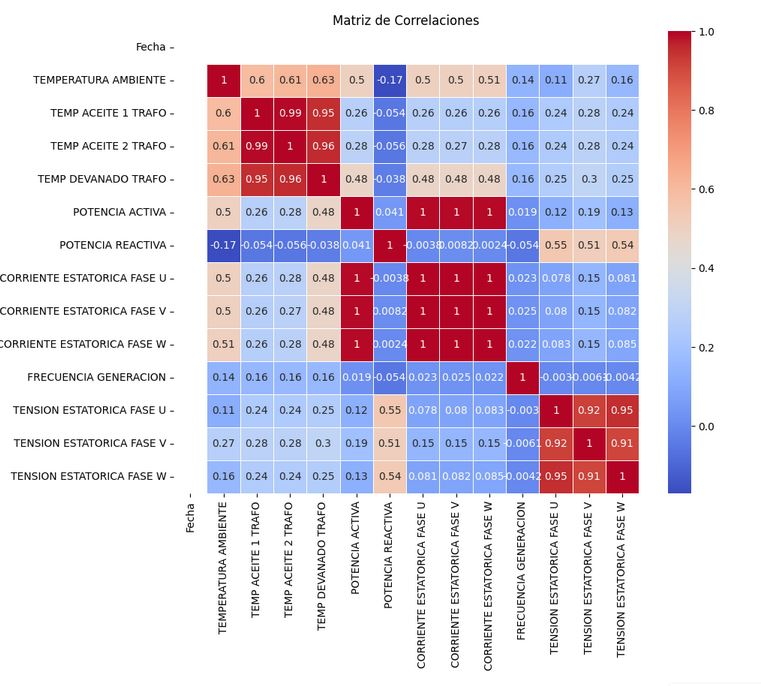 Matriz de Correlaciones
Fecha
TEMPERATURA AMBIENTE 1 0.6 0.61 0.63 0.5 -0.17 0.5 0.5 0.51 0.14 0.11 0.27 0.16
TEMP ACEITE 1 TRAFO 0.6 1 0.99 0.95 0.26 -0.054 0.26 0.26 0.26 0.16 0.24 0.28 0.24
TEMP ACEITE 2 TRAFO 0.61 0.99 1 0.96 0.28 -0.056 0.28 0.27 0.28 0.16 0.24 0.28 0.24
TEMP DEVANADO TRAFO 0.63 0.95 0.96 1 0.48 -0.038 0.48 0.48 0.48 0.16 0.25 0.3 0.25
POTENCIA ACTIVA 0.5 0.26 0.28 0.48 1 0.041 1 1 1 0.019 0.12 0.19 0.13
POTENCIA REACTIVA -0.17 -0.054 -0.056 -0.038 0.041 1 -0.0038 0.0082 0.0024 -0.054 0.55 0.51 0.54
CORRIENTE ESTATORICA FASE U 0.5 0.26 0.28 0.48 1 -0.0038 1 1 1 0.023 0.078 0.15 0.081
CORRIENTE ESTATORICA FASE V 0.5 0.26 0.27 0.48 1 0.0082 1 1 1 0.025 0.08 0.15 0.082
CORRIENTE ESTATORICA FASE W 0.51 0.26 0.28 0.48 1 0.0024 1 1 1 0.022 0.083 0.15 0.085
FRECUENCIA GENERACION 0.14 0.16 0.16 0.16 0.019 -0.054 0.023 0.025 0.022 1 -0.003 -0.0061 -0.0042
TENSION ESTATORICA FASE U 0.11 0.24 0.24 0.25 0.12 0.55 0.078 0.08 0.083 -0.003 1 0.92 0.95
TENSION ESTATORICA FASE V 0.27 0.28 0.28 0.3 0.19 0.51 0.15 0.15 0.15 -0.0061 0.92 1 0.91
TENSION ESTATORICA FASE W 0.16 0.24 0.24 0.25 0.13 0.54 0.081 0.082 0.085 -0.0042 0.95 0.91 1
Fecha
TEMPERATURA AMBIENTE
TEMP ACEITE 1 TRAFO
TEMP ACEITE 2 TRAFO
TEMP DEVANADO TRAFO
POTENCIA ACTIVA
POTENCIA REACTIVA
CORRIENTE ESTATORICA FASE U
CORRIENTE ESTATORICA FASE V
CORRIENTE ESTATORICA FASE W
FRECUENCIA GENERACION
TENSION ESTATORICA FASE U
TENSION ESTATORICA FASE V
TENSION ESTATORICA FASE W
1.0
0.8
0.6
0.4
0.2
0.0